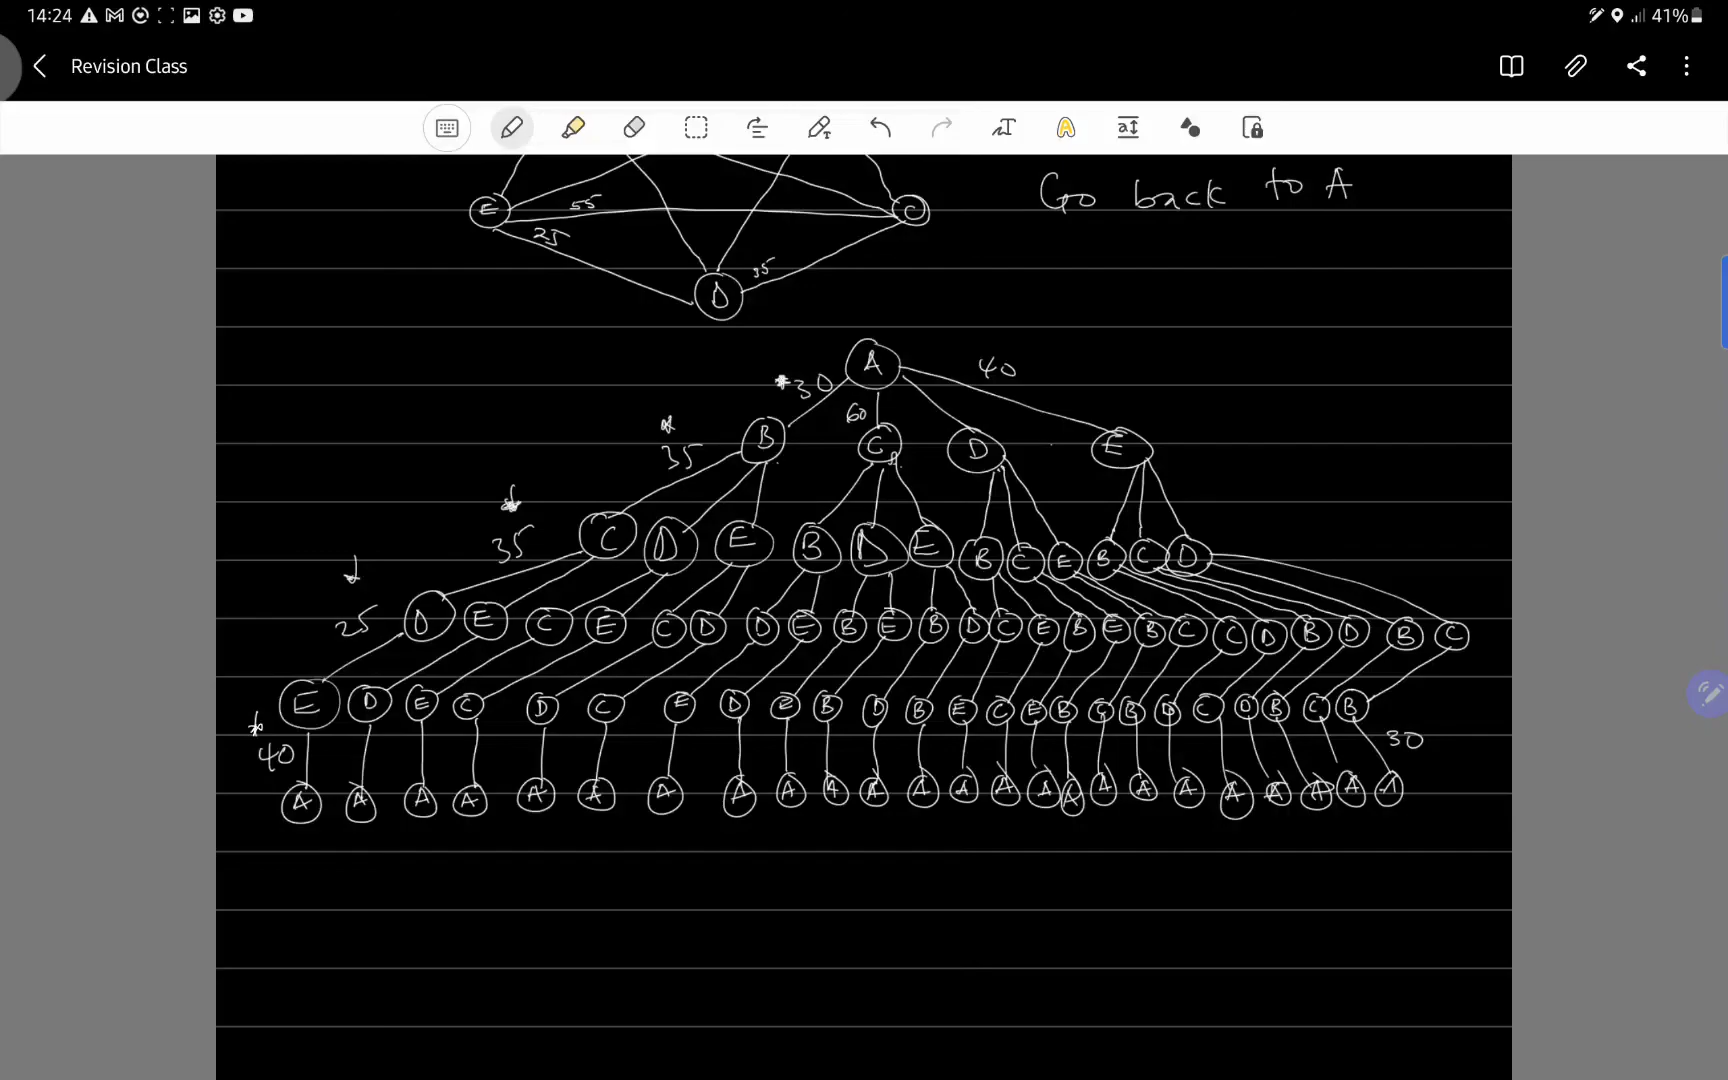 14:24
41%
Revision Class
Go back to A
E 55 C
25
35
D
A 40
*30
60
*
35 B C D E
*
35 C D E B D E B C E B C D
25 D E C E C D D E B E B D C E B E B C C D B D B C
E D E C D C E D E B D B E C E B C B D C D B C B
*
40 30
A A A A A A A A A A A A A A A A A A A A A A A A